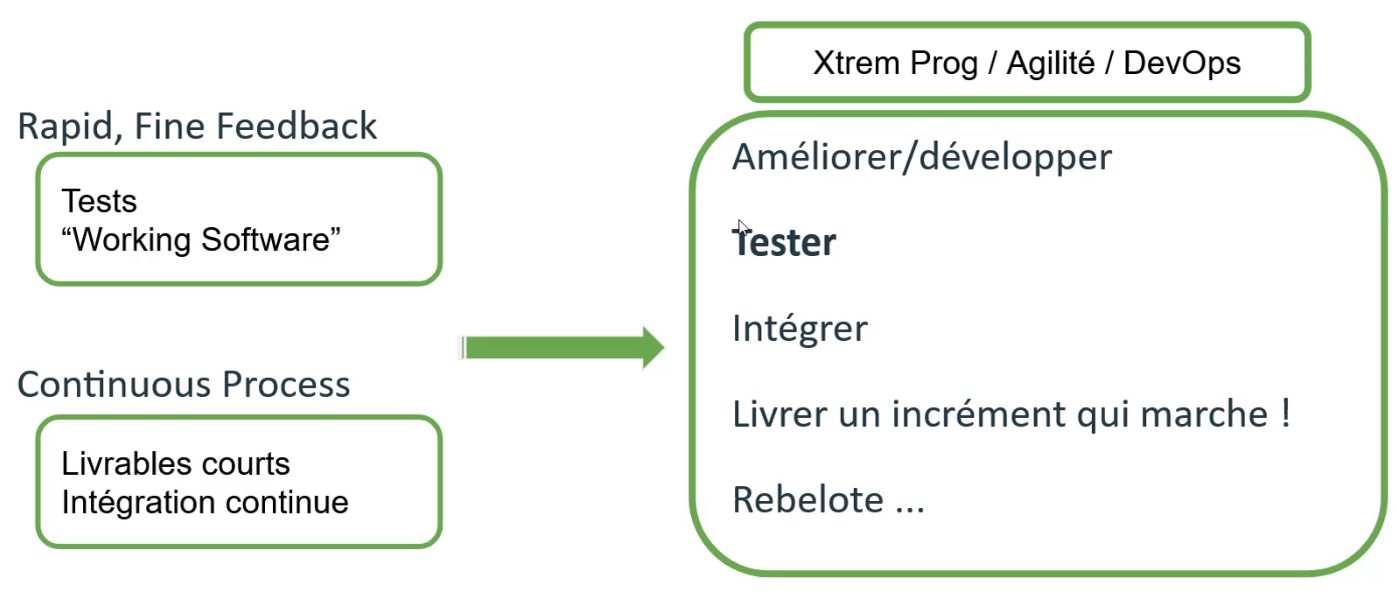 Xtrem Prog / Agilité / DevOps
Rapid, Fine Feedback
Tests
“Working Software”
Continuous Process
Livrables courts
Intégration continue
Améliorer/développer
Tester
Intégrer
Livrer un incrément qui marche !
Rebelote ...